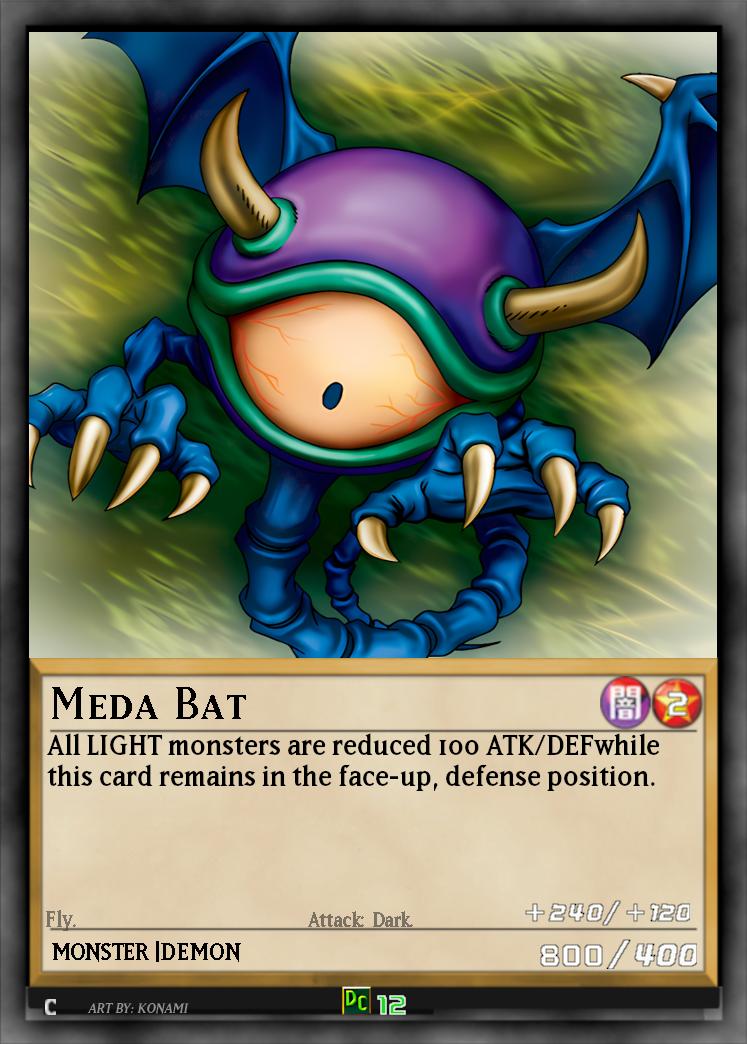 Meda Bat 闇 2
All LIGHT monsters are reduced 100 ATK/DEFwhile
this card remains in the face-up, defense position.
Fly. Attack: Dark. +240/+120
MONSTER |DEMON 800/400
C ART BY: KONAMI DC 12